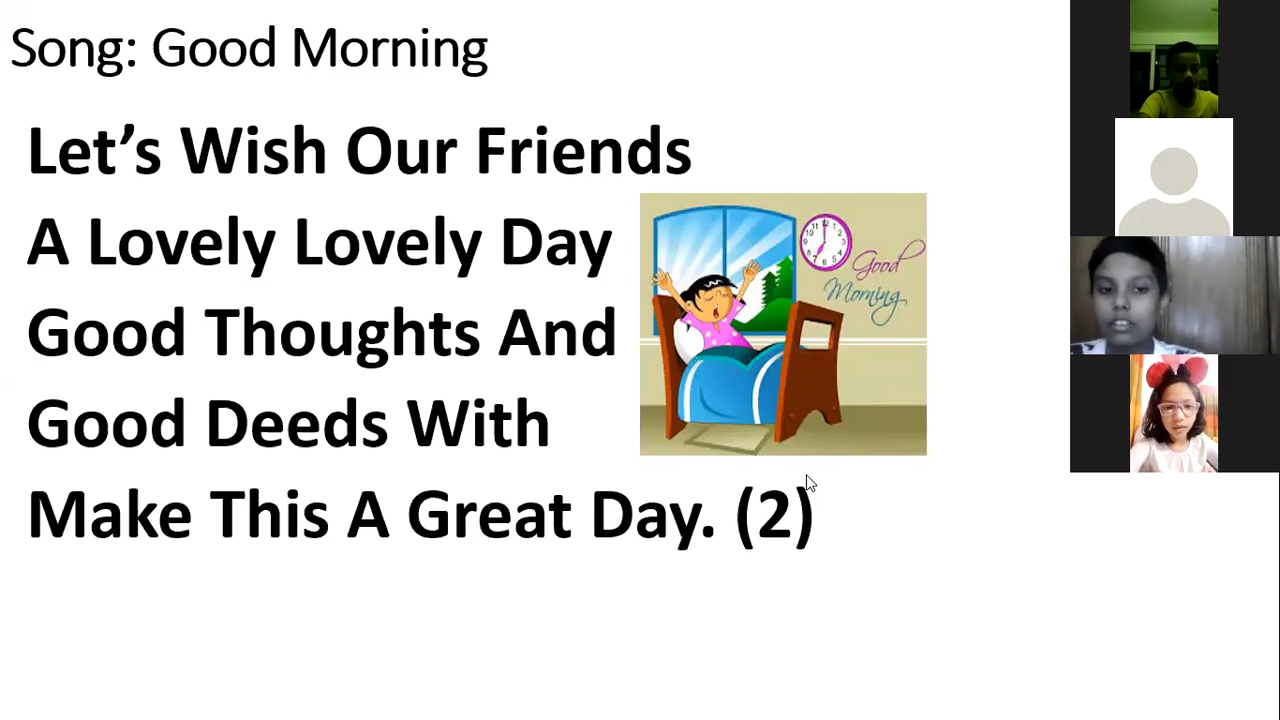 Song: Good Morning
Let’s Wish Our Friends
A Lovely Lovely Day
Good Thoughts And
Good Deeds With
Make This A Great Day. (2)
Good
Morning